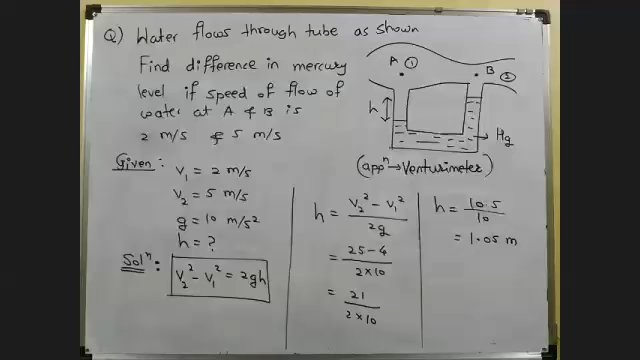 Q) Water flows through tube as shown
Find difference in mercury
level if speed of flow of
water at A & B is
2 m/s & 5 m/s
A ①
B ②
h
Hg
(appⁿ → Venturimeter)
Given:
V₁ = 2 m/s
V₂ = 5 m/s
g = 10 m/s²
h = ?
Solⁿ:
V₂² - V₁² = 2gh
h = V₂² - V₁² / 2g
= 25 - 4 / 2 × 10
= 21 / 2 × 10
h = 10.5 / 10
= 1.05 m